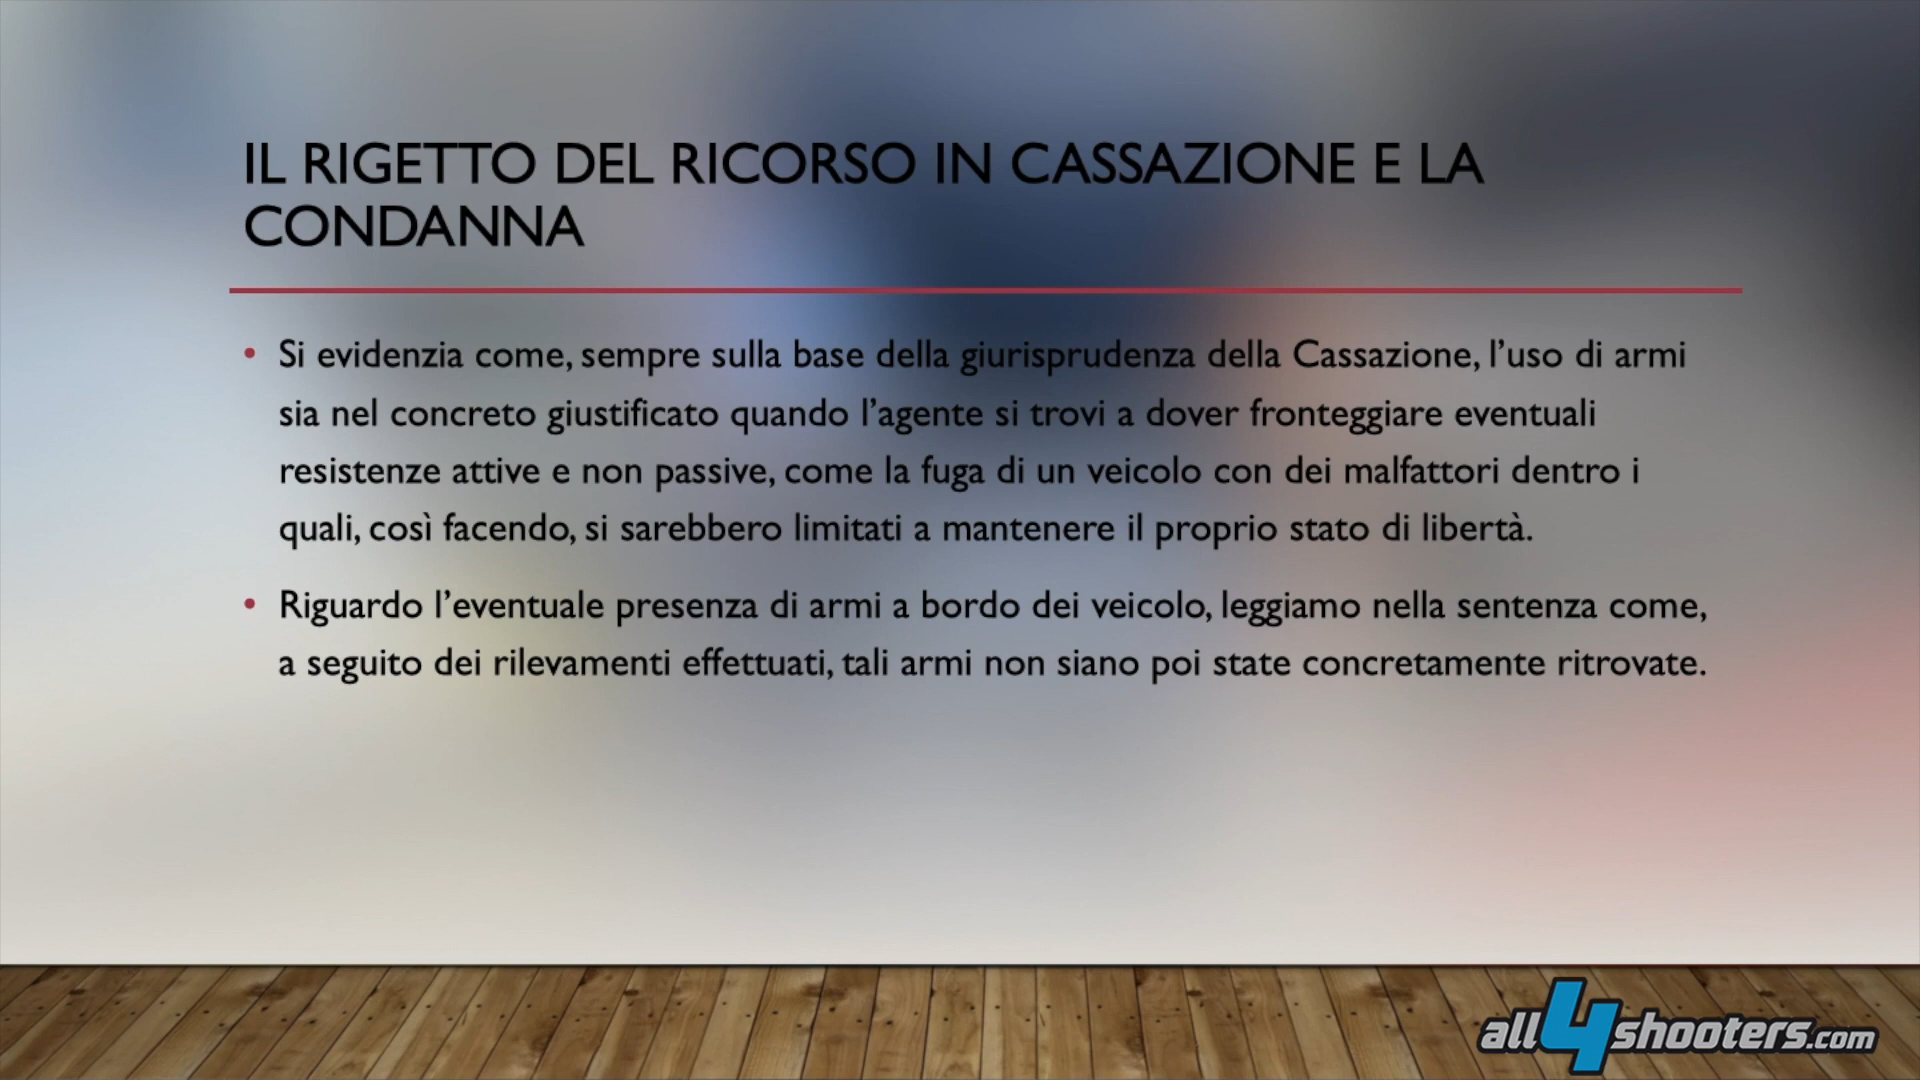 IL RIGETTO DEL RICORSO IN CASSAZIONE E LA
CONDANNA
• Si evidenzia come, sempre sulla base della giurisprudenza della Cassazione, l’uso di armi
sia nel concreto giustificato quando l’agente si trovi a dover fronteggiare eventuali
resistenze attive e non passive, come la fuga di un veicolo con dei malfattori dentro i
quali, così facendo, si sarebbero limitati a mantenere il proprio stato di libertà.
• Riguardo l’eventuale presenza di armi a bordo dei veicolo, leggiamo nella sentenza come,
a seguito dei rilevamenti effettuati, tali armi non siano poi state concretamente ritrovate.
all4shooters.com